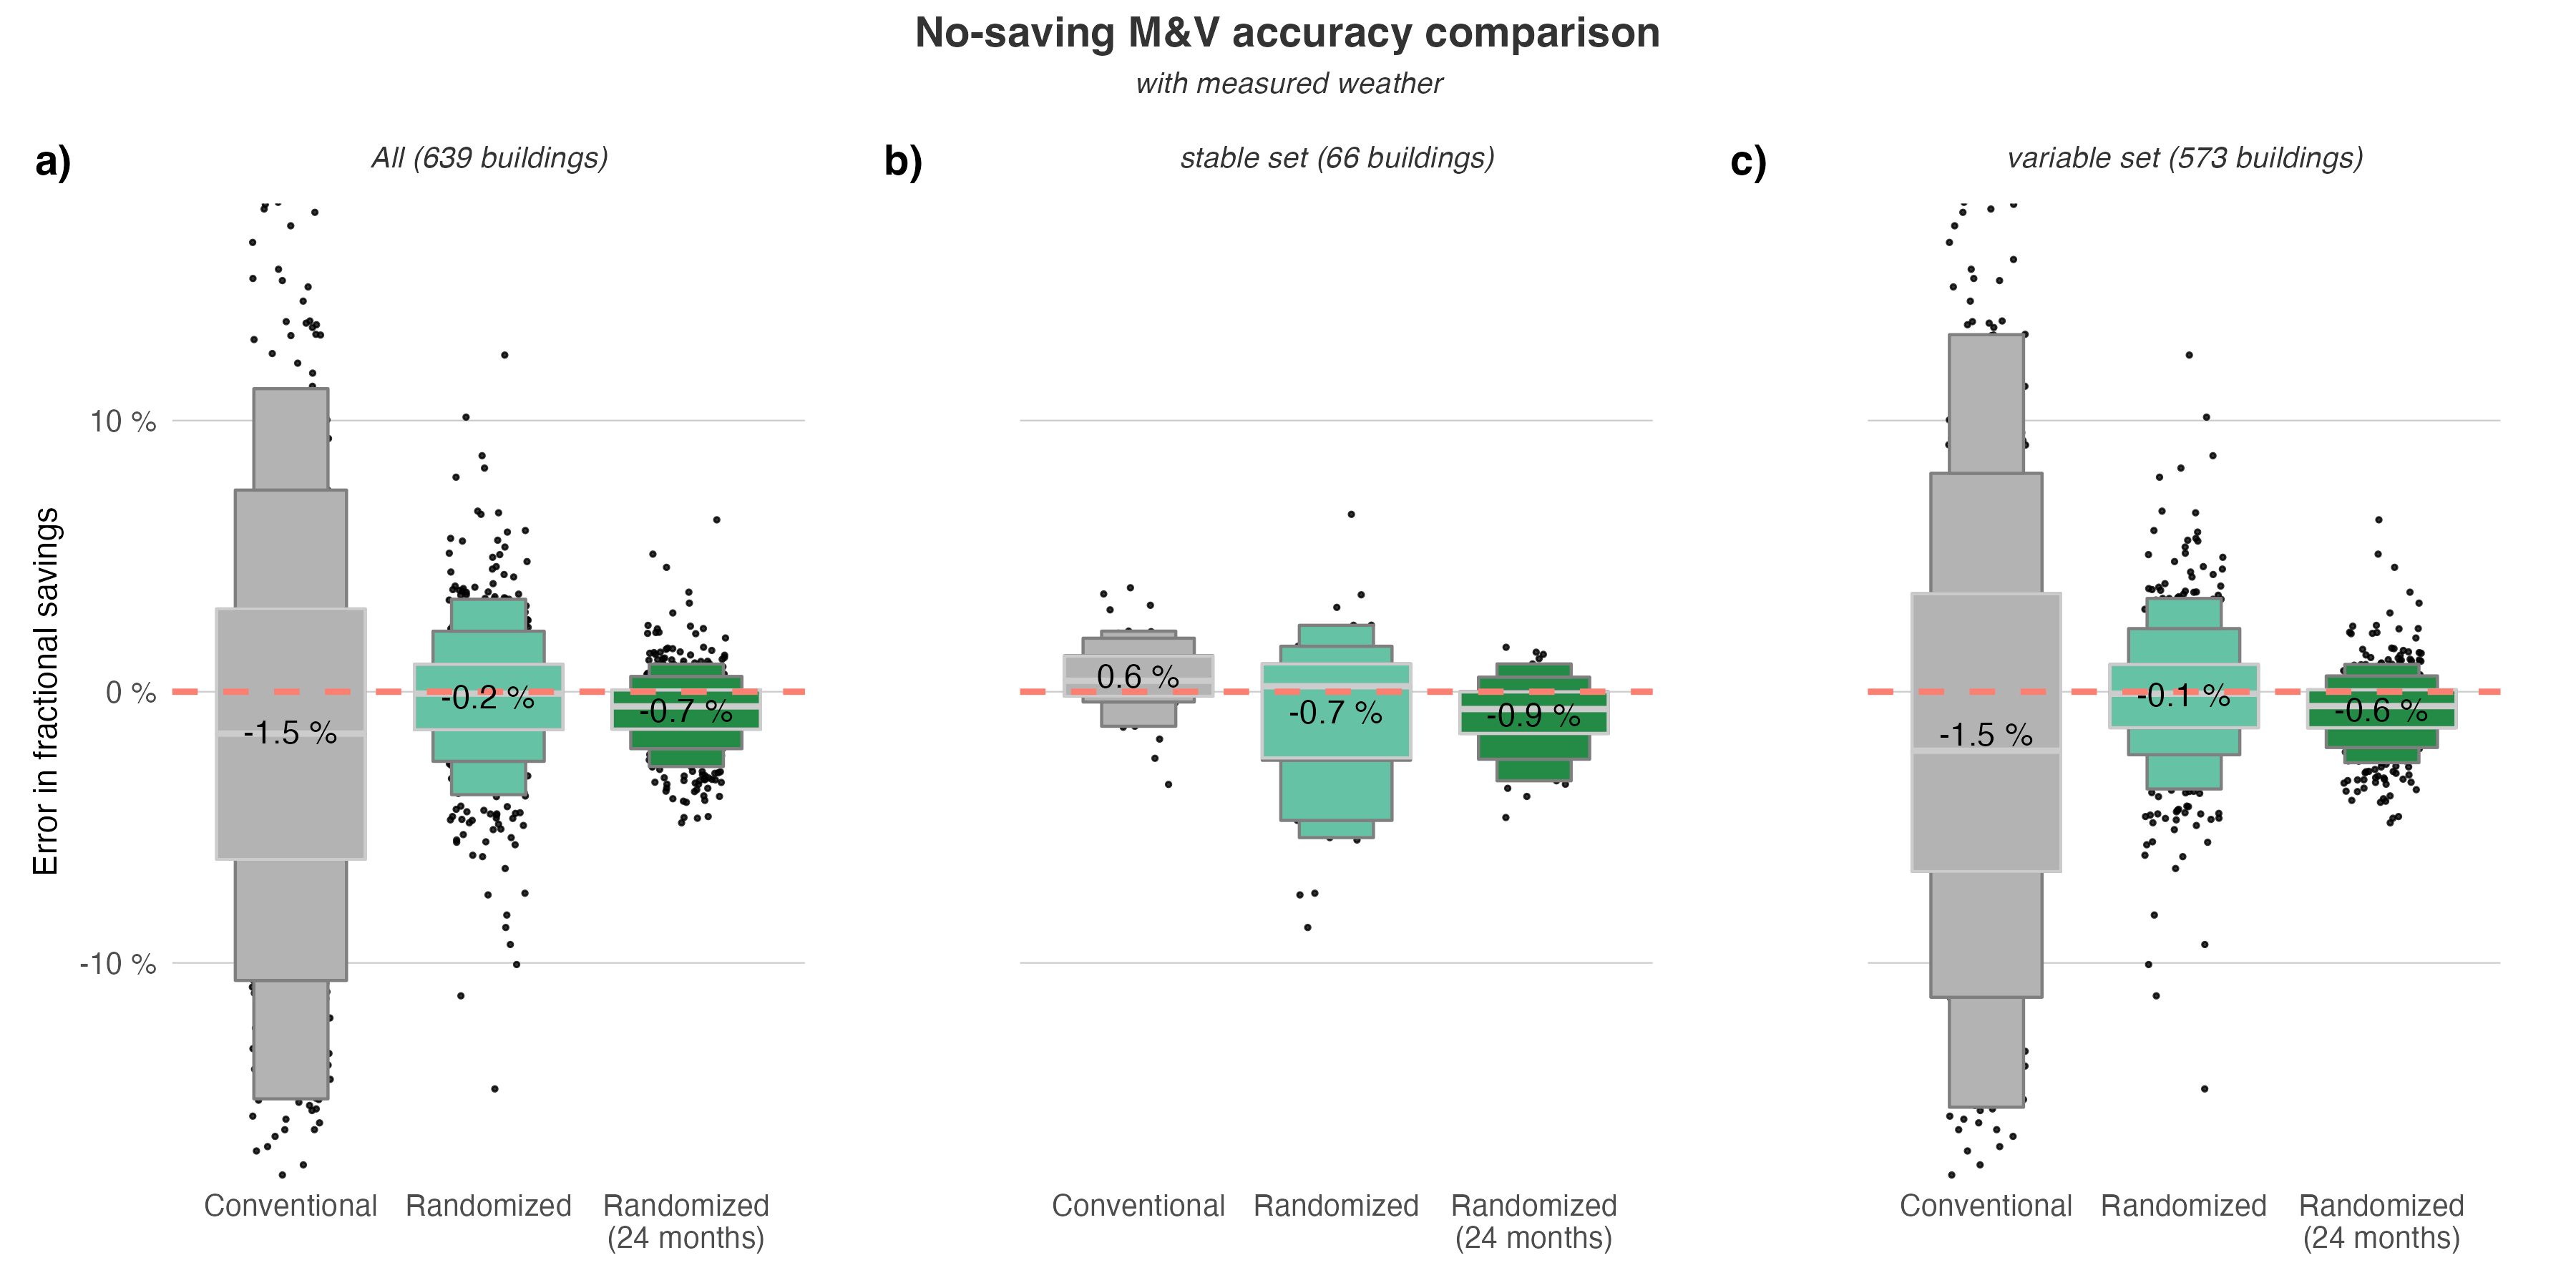 No-saving M&V accuracy comparison
with measured weather
a)
All (639 buildings)
b)
stable set (66 buildings)
c)
variable set (573 buildings)
Error in fractional savings
10 %
0 %
-10 %
-1.5 %
-0.2 %
-0.7 %
0.6 %
-0.7 %
-0.9 %
-1.5 %
-0.1 %
-0.6 %
Conventional
Randomized
Randomized
(24 months)
Conventional
Randomized
Randomized
(24 months)
Conventional
Randomized
Randomized
(24 months)